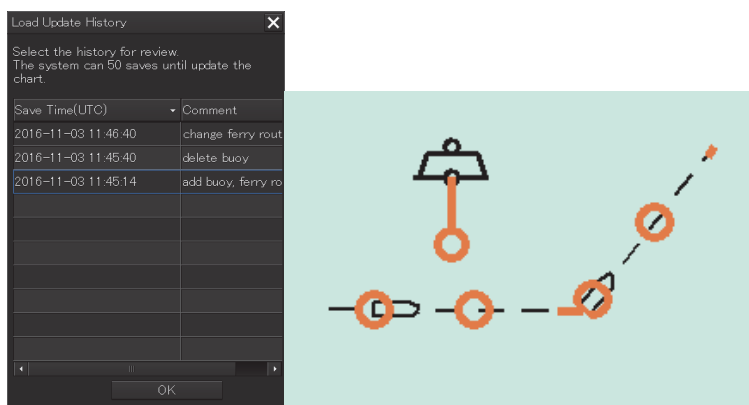 Load Update History
Select the history for review.
The system can 50 saves until update the
chart.
Save Time(UTC) Comment
2016-11-03 11:46:40 change ferry rout
2016-11-03 11:45:40 delete buoy
2016-11-03 11:45:14 add buoy, ferry ro
OK